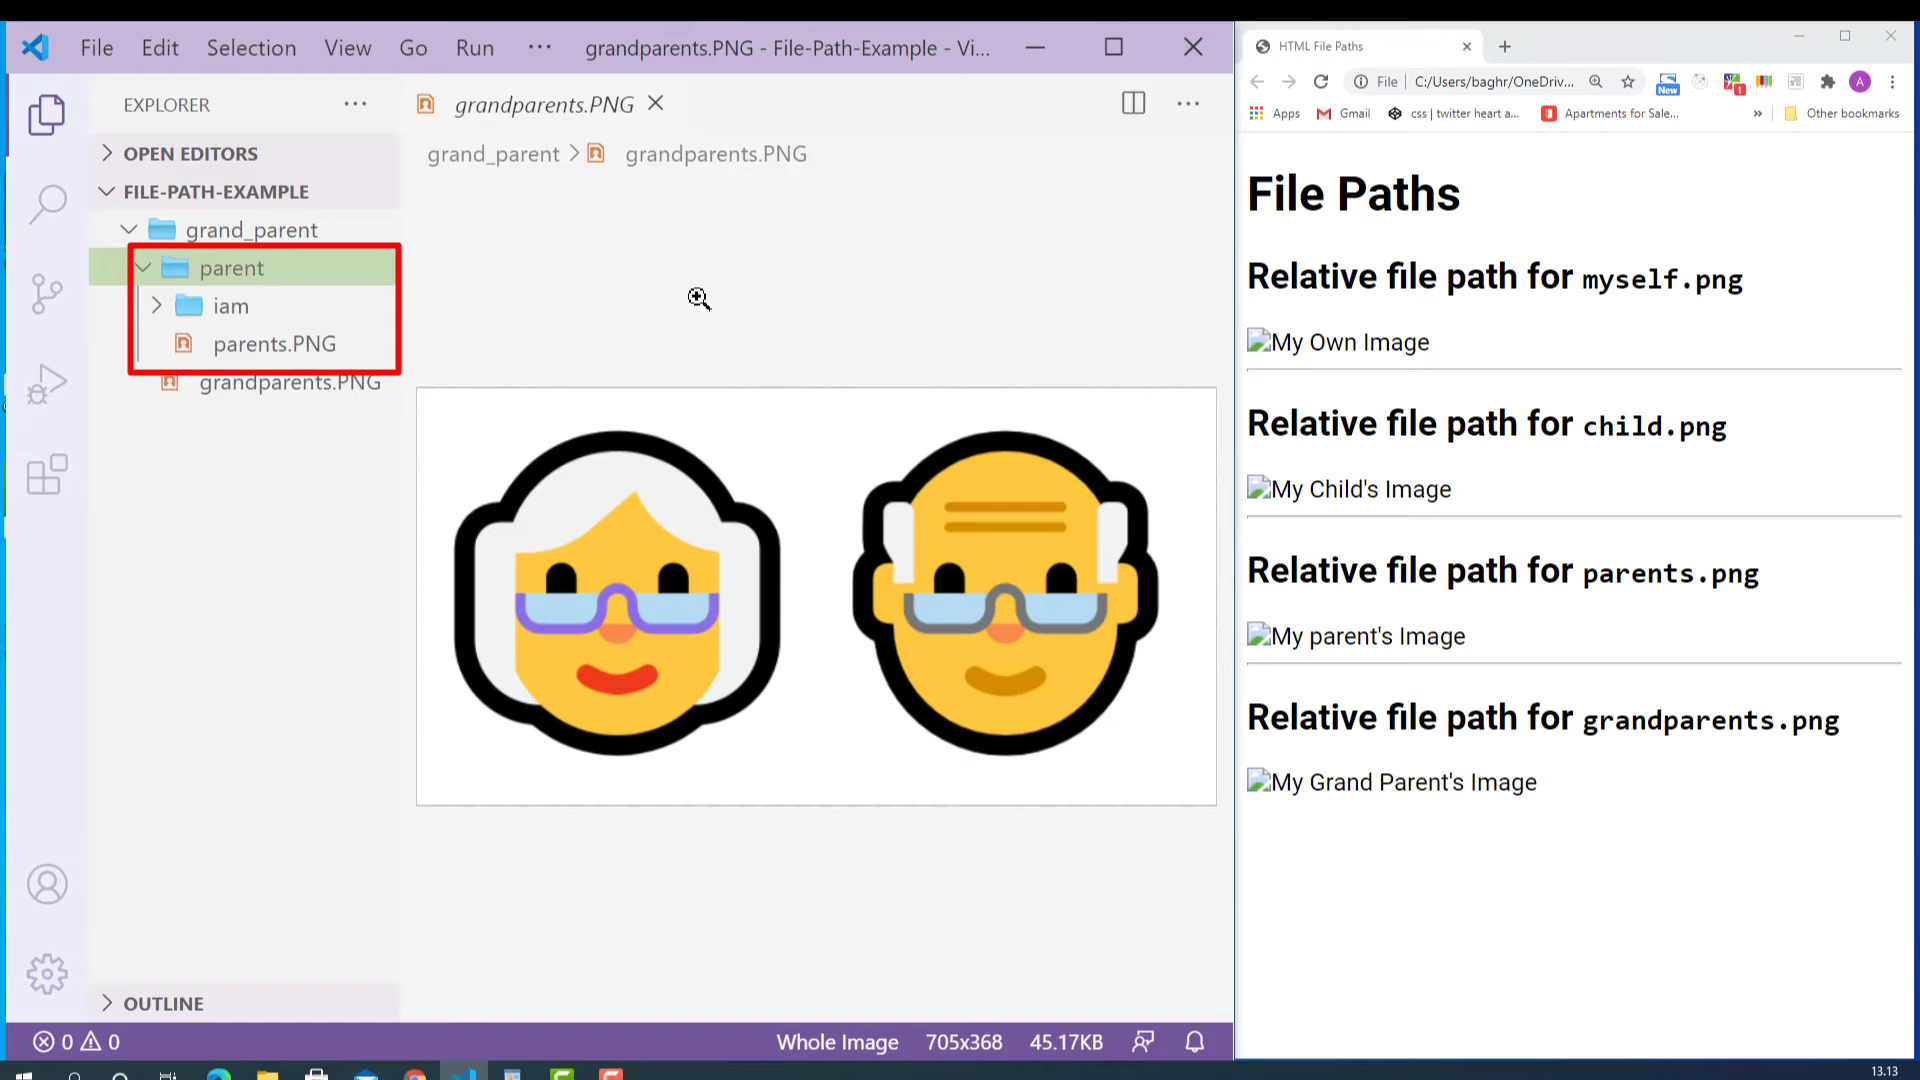 File Edit Selection View Go Run ··· grandparents.PNG - File-Path-Example - Vi...
EXPLORER ···
grandparents.PNG
OPEN EDITORS
grand_parent > grandparents.PNG
FILE-PATH-EXAMPLE
grand_parent
parent
iam
parents.PNG
grandparents.PNG
OUTLINE
0 0
Whole Image 705x368 45.17KB
HTML File Paths
File C:/Users/baghr/OneDriv...
New
1
A
Apps Gmail css | twitter heart a... Apartments for Sale... » Other bookmarks
File Paths
Relative file path for myself.png
My Own Image
Relative file path for child.png
My Child's Image
Relative file path for parents.png
My parent's Image
Relative file path for grandparents.png
My Grand Parent's Image
13.13